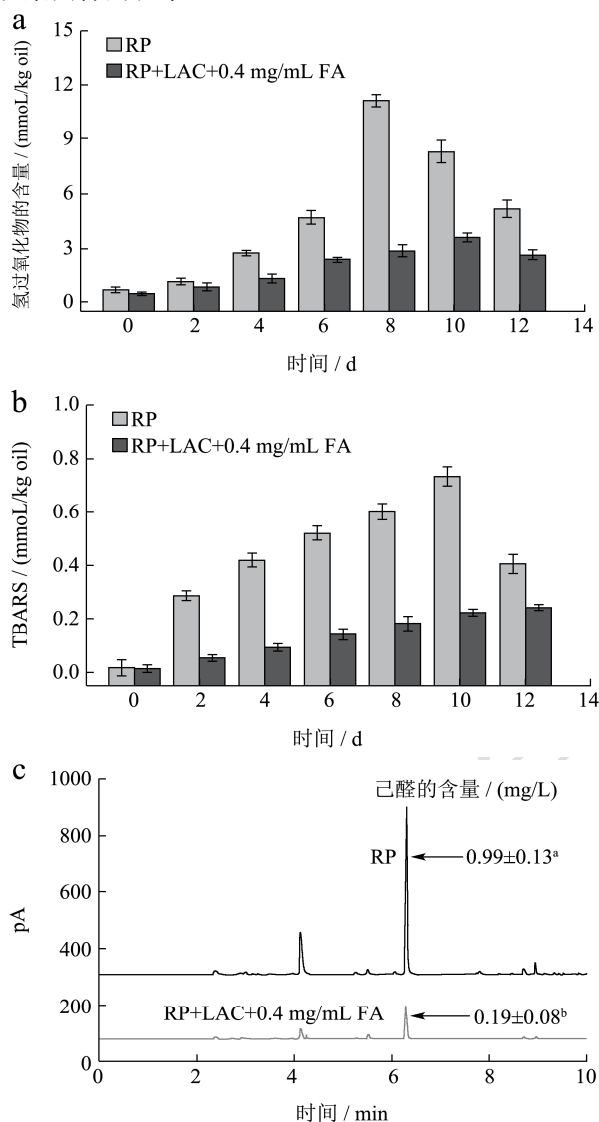 a
15
12
9
6
3
0
氢过氧化物的含量 / (mmoL/kg oil)
RP
RP+LAC+0.4 mg/mL FA
0 2 4 6 8 10 12 14
时间 / d
b
1.0
0.8
0.6
0.4
0.2
0.0
TBARS / (mmoL/kg oil)
RP
RP+LAC+0.4 mg/mL FA
0 2 4 6 8 10 12 14
时间 / d
c
1000
800
600
400
200
0
pA
己醛的含量 / (mg/L)
RP 0.99±0.13ᵃ
RP+LAC+0.4 mg/mL FA 0.19±0.08ᵇ
0 2 4 6 8 10
时间 / min